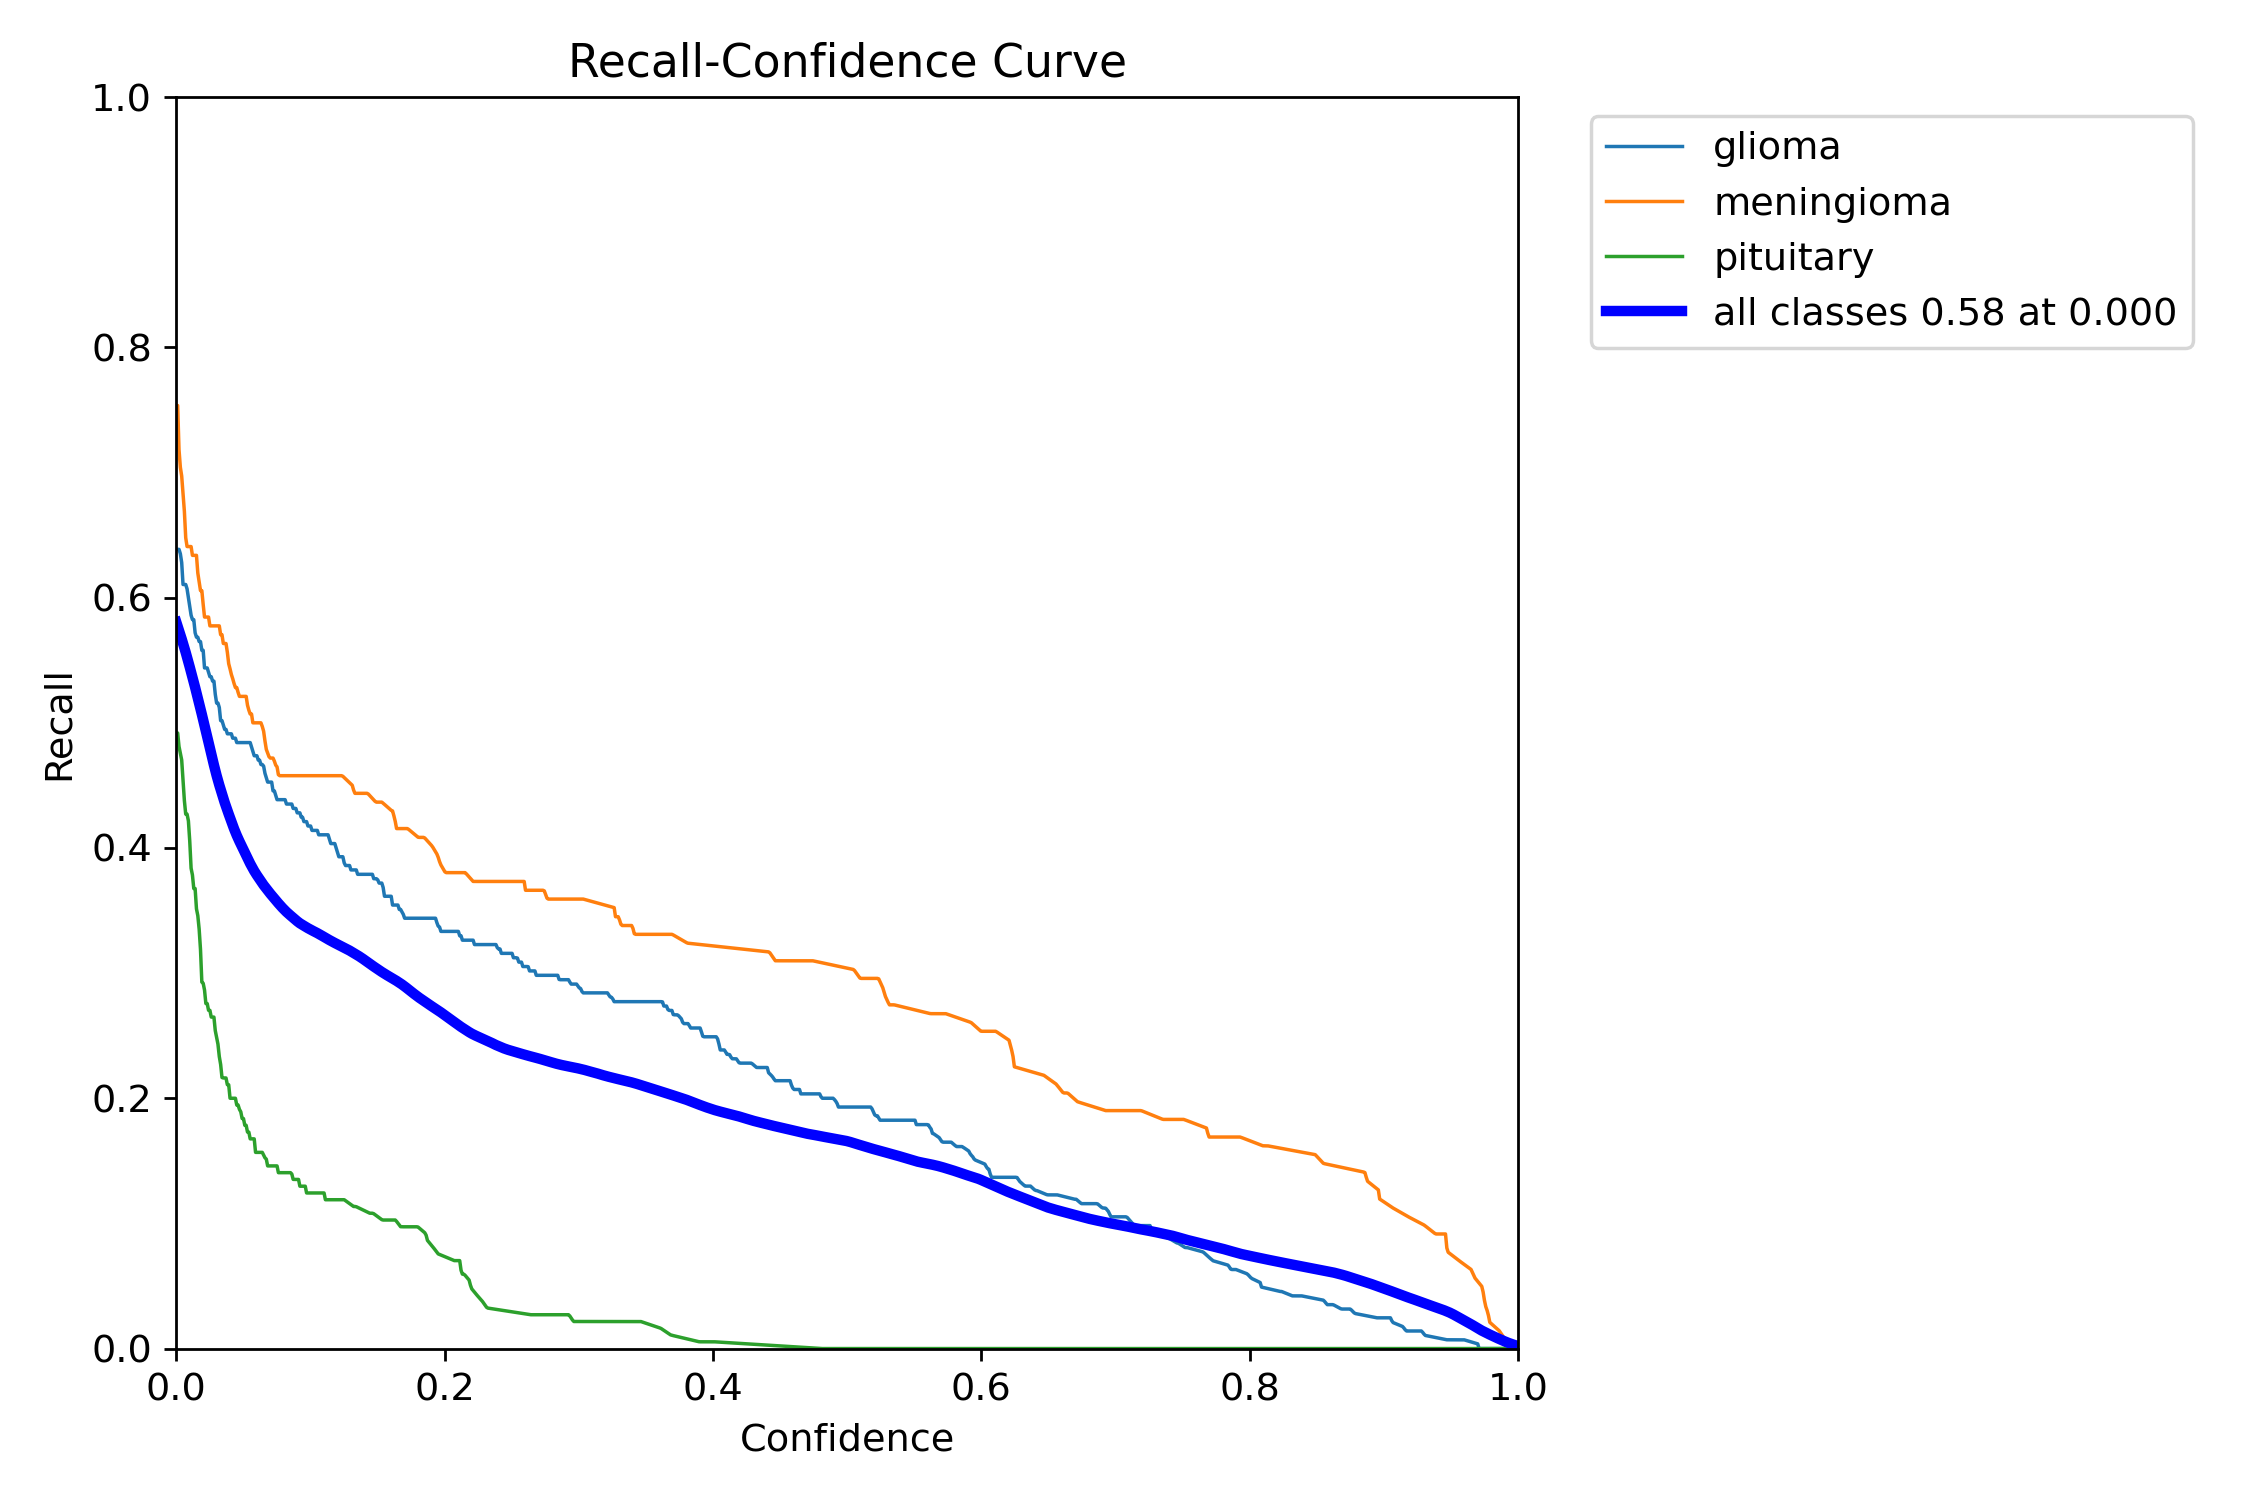 Recall-Confidence Curve
1.0
0.8
0.6
0.4
0.2
0.0
Recall
0.0 0.2 0.4 0.6 0.8 1.0
Confidence
glioma
meningioma
pituitary
all classes 0.58 at 0.000